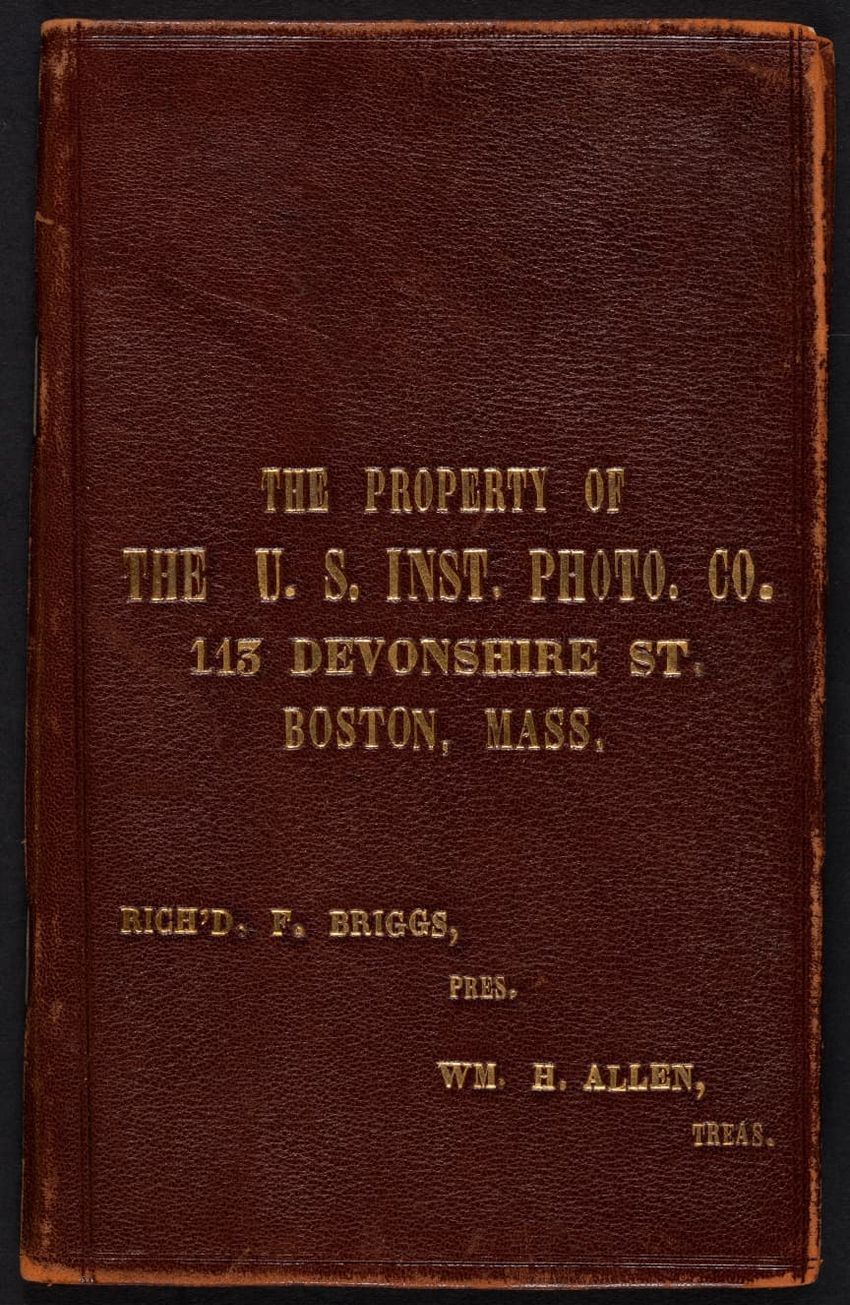 THE PROPERTY OF
THE U. S. INST. PHOTO. CO.
113 DEVONSHIRE ST.
BOSTON, MASS.
RICH'D. F. BRIGGS,
PRES.
WM. H. ALLEN,
TREAS.